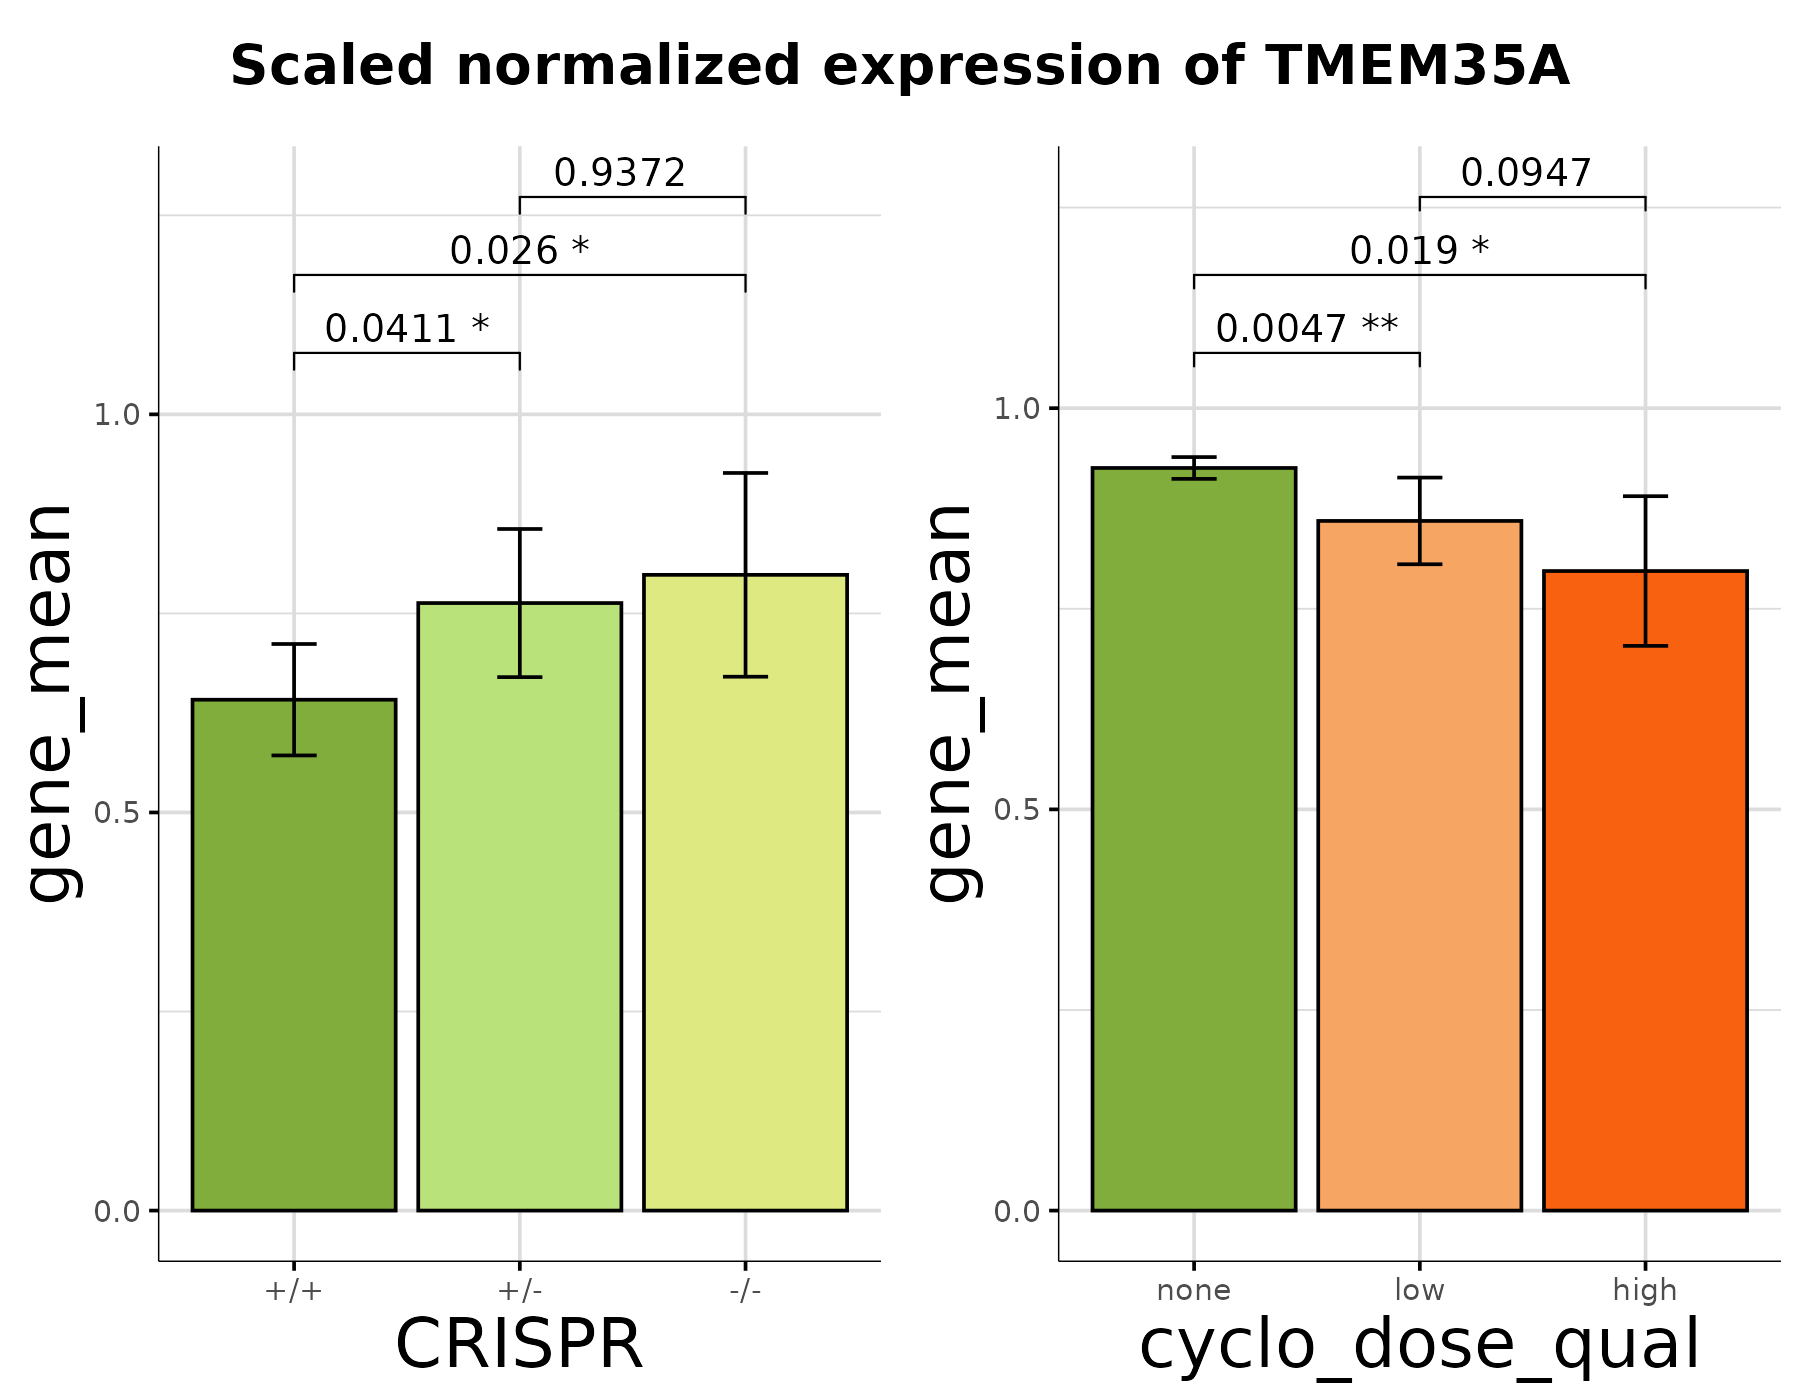 Scaled normalized expression of TMEM35A
0.9372
0.026 *
0.0411 *
1.0
0.5
0.0
gene_mean
+/+ +/- -/-
CRISPR
0.0947
0.019 *
0.0047 **
1.0
0.5
0.0
gene_mean
none low high
cyclo_dose_qual